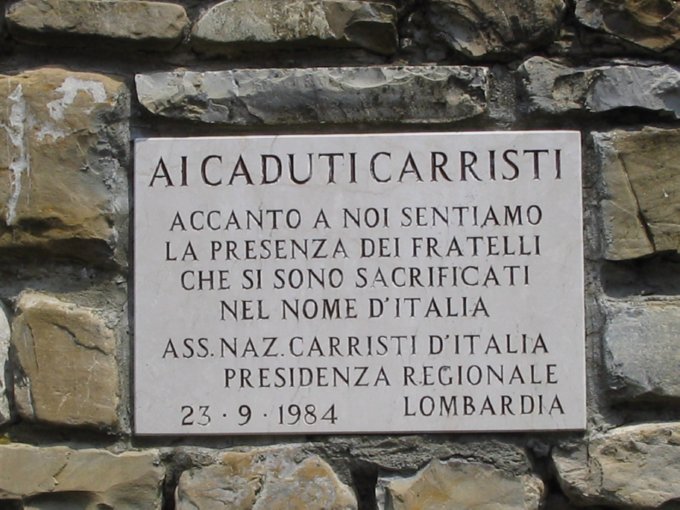 AI CADUTI CARRISTI
ACCANTO A NOI SENTIAMO
LA PRESENZA DEI FRATELLI
CHE SI SONO SACRIFICATI
NEL NOME D'ITALIA
ASS. NAZ. CARRISTI D'ITALIA
PRESIDENZA REGIONALE
23 · 9 · 1984 LOMBARDIA